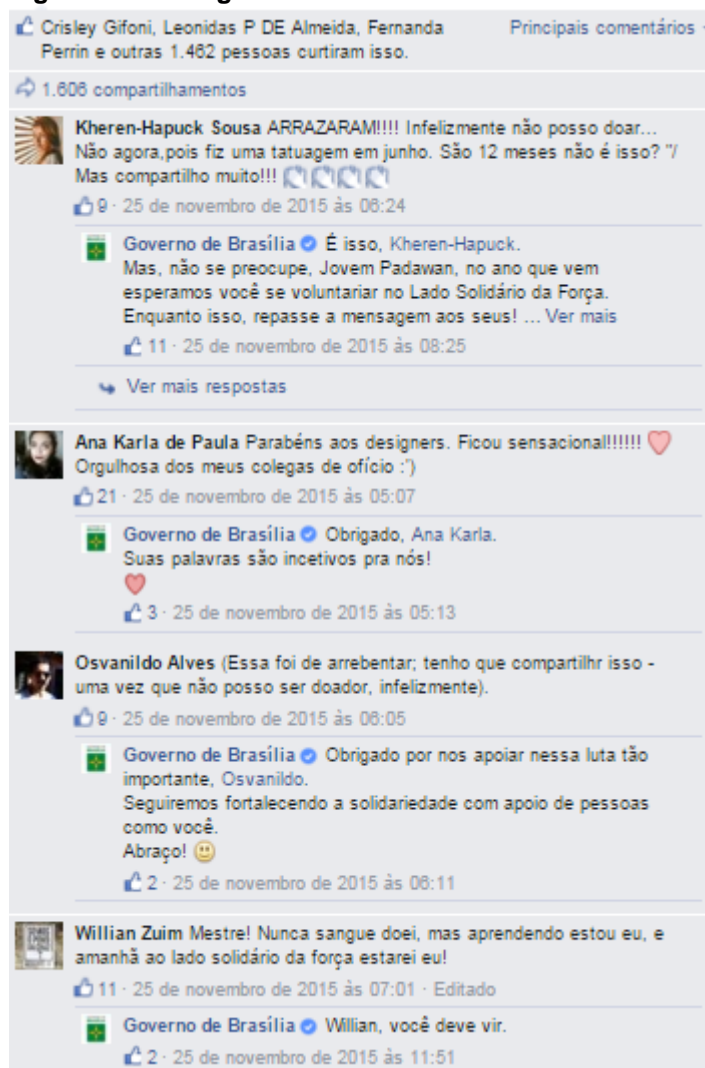 Crisley Gifoni, Leonidas P DE Almeida, Fernanda Principais comentários
Perrin e outras 1.462 pessoas curtiram isso.
1.606 compartilhamentos
Kheren-Hapuck Sousa ARRAZARAM!!!! Infelizmente não posso doar...
Não agora,pois fiz uma tatuagem em junho. São 12 meses não é isso? "/
Mas compartilho muito!!!
9 · 25 de novembro de 2015 às 06:24
Governo de Brasília É isso, Kheren-Hapuck.
Mas, não se preocupe, Jovem Padawan, no ano que vem
esperamos você se voluntariar no Lado Solidário da Força.
Enquanto isso, repasse a mensagem aos seus! ... Ver mais
11 · 25 de novembro de 2015 às 08:25
Ver mais respostas
Ana Karla de Paula Parabéns aos designers. Ficou sensacional!!!!!! ❤
Orgulhosa dos meus colegas de ofício :')
21 · 25 de novembro de 2015 às 05:07
Governo de Brasília Obrigado, Ana Karla.
Suas palavras são incetivos pra nós!
❤
3 · 25 de novembro de 2015 às 05:13
Osvanildo Alves (Essa foi de arrebentar; tenho que compartilhr isso -
uma vez que não posso ser doador, infelizmente).
9 · 25 de novembro de 2015 às 06:05
Governo de Brasília Obrigado por nos apoiar nessa luta tão
importante, Osvanildo.
Seguiremos fortalecendo a solidariedade com apoio de pessoas
como você.
Abraço! 🙂
2 · 25 de novembro de 2015 às 06:11
Willian Zuim Mestre! Nunca sangue doei, mas aprendendo estou eu, e
amanhã ao lado solidário da força estarei eu!
11 · 25 de novembro de 2015 às 07:01 · Editado
Governo de Brasília Willian, você deve vir.
2 · 25 de novembro de 2015 às 11:51